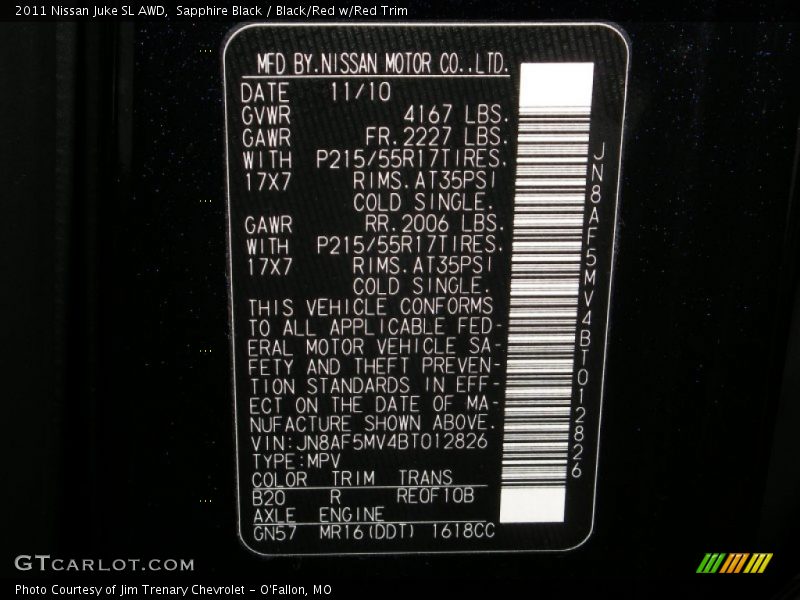 2011 Nissan Juke SL AWD, Sapphire Black / Black/Red w/Red Trim
MFD BY.NISSAN MOTOR CO.,LTD.
DATE 11/10
GVWR 4167 LBS.
GAWR FR.2227 LBS.
WITH P215/55R17TIRES.
17X7 RIMS.AT35PSI
COLD SINGLE.
GAWR RR.2006 LBS.
WITH P215/55R17TIRES.
17X7 RIMS.AT35PSI
COLD SINGLE.
THIS VEHICLE CONFORMS
TO ALL APPLICABLE FED-
ERAL MOTOR VEHICLE SA-
FETY AND THEFT PREVEN-
TION STANDARDS IN EFF-
ECT ON THE DATE OF MA-
NUFACTURE SHOWN ABOVE.
VIN:JN8AF5MV4BT012826
TYPE:MPV
COLOR TRIM TRANS
B20 R RE0F10B
AXLE ENGINE
GN57 MR16(DDT) 1618CC
JN8AF5MV4BT012826
GTCARLOT.COM
Photo Courtesy of Jim Trenary Chevrolet - O'Fallon, MO